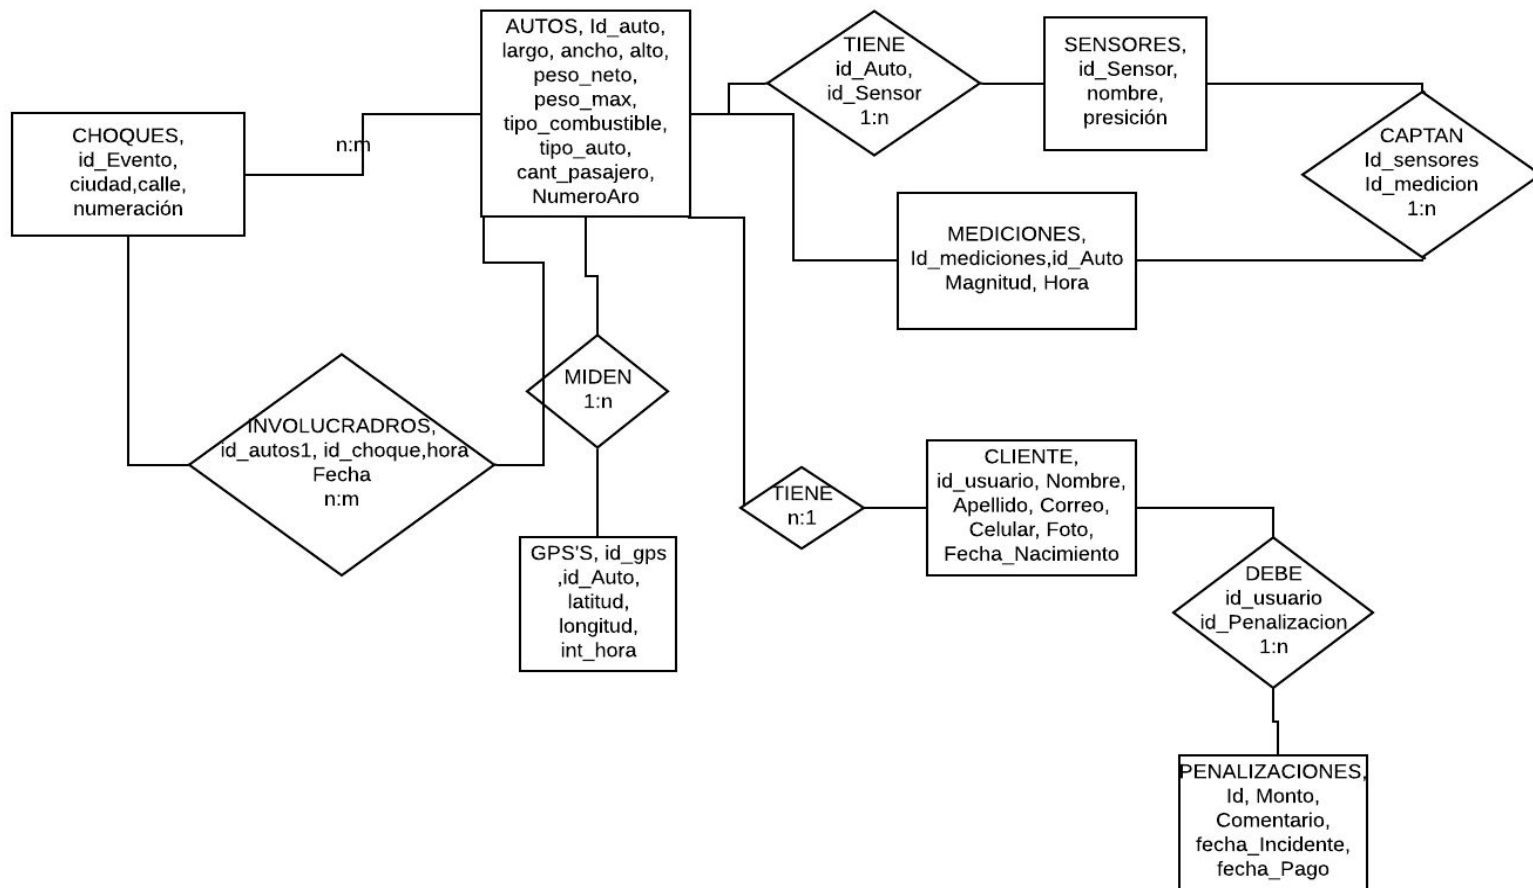 AUTOS, Id_auto,
largo, ancho, alto,
peso_neto,
peso_max,
tipo_combustible,
tipo_auto,
cant_pasajero,
NumeroAro
TIENE
id_Auto,
id_Sensor
1:n
SENSORES,
id_Sensor,
nombre,
presición
CHOQUES,
id_Evento,
ciudad,calle,
numeración
n:m
CAPTAN
Id_sensores
Id_medicion
1:n
MEDICIONES,
Id_mediciones,id_Auto
Magnitud, Hora
MIDEN
1:n
INVOLUCRADROS,
id_autos1, id_choque,hora
Fecha
n:m
TIENE
n:1
CLIENTE,
id_usuario, Nombre,
Apellido, Correo,
Celular, Foto,
Fecha_Nacimiento
GPS'S, id_gps
,id_Auto,
latitud,
longitud,
int_hora
DEBE
id_usuario
id_Penalizacion
1:n
PENALIZACIONES,
Id, Monto,
Comentario,
fecha_Incidente,
fecha_Pago